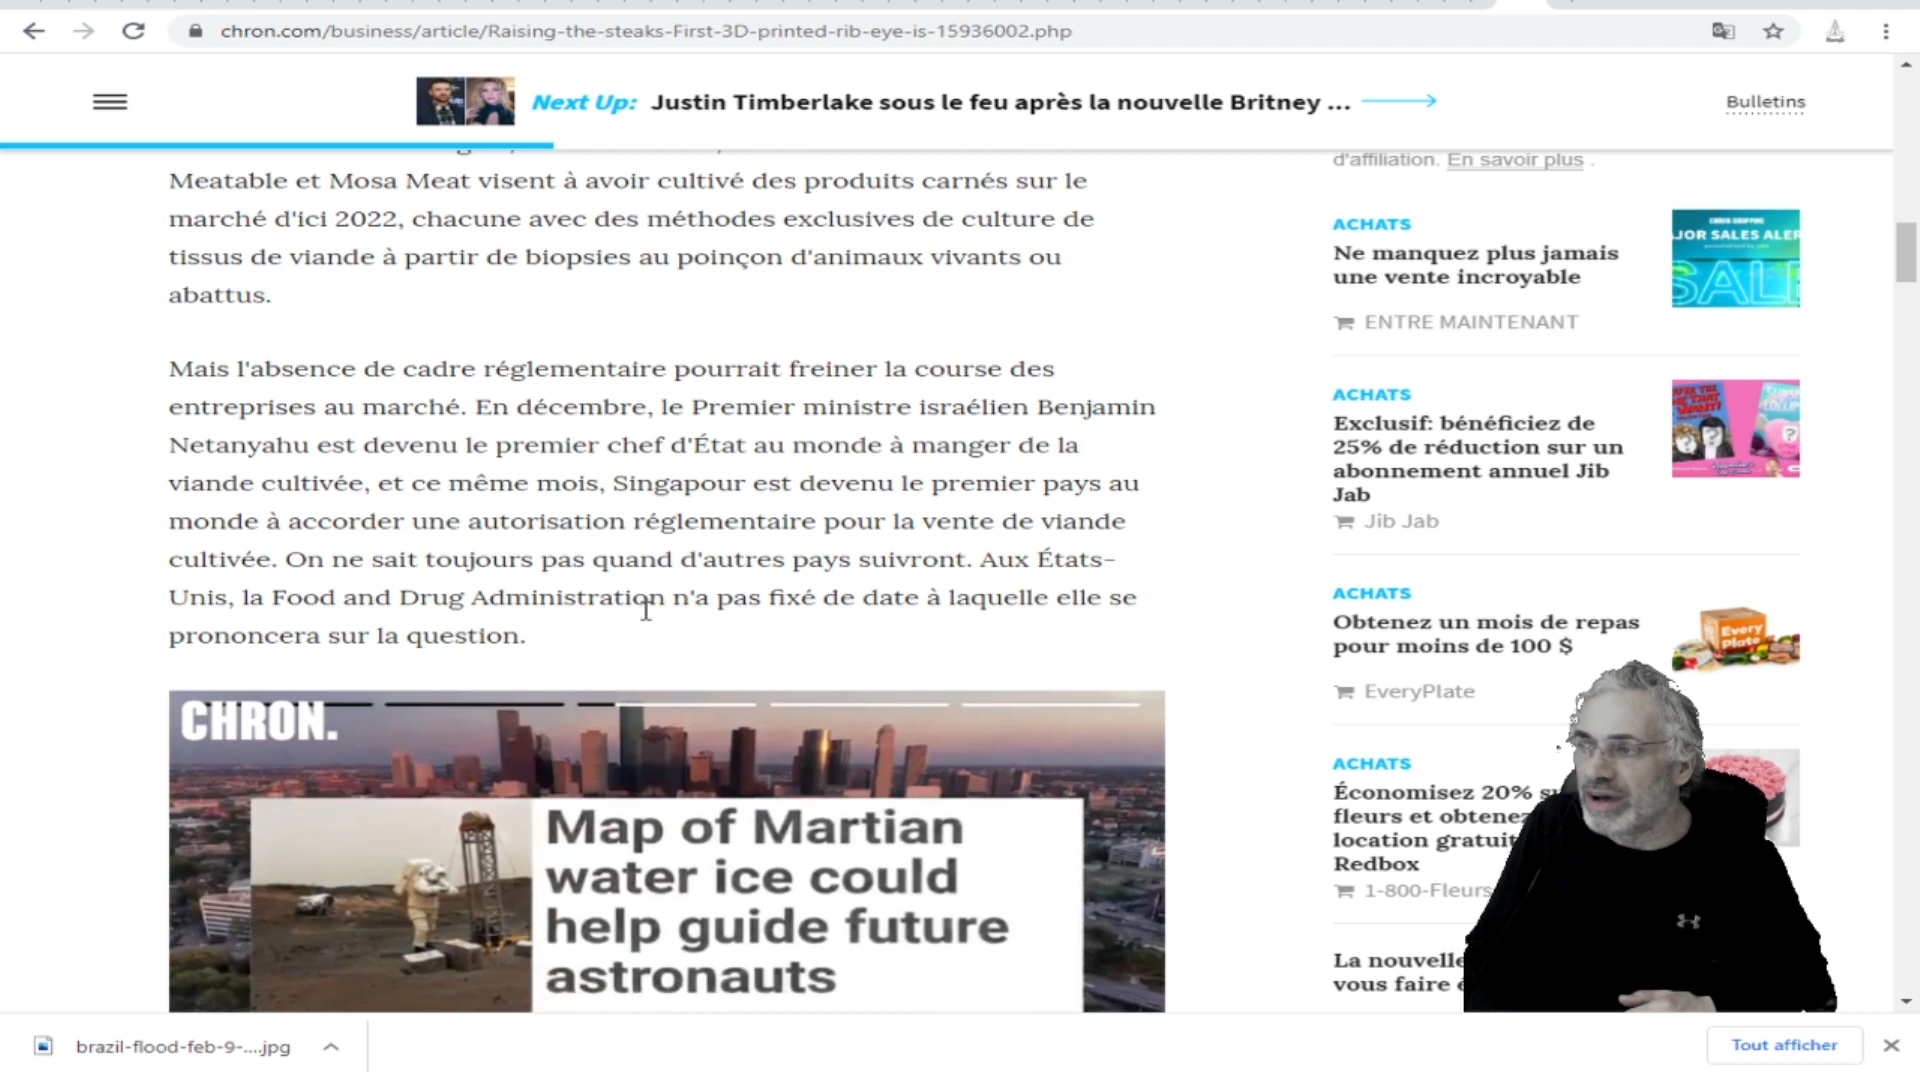 chron.com/business/article/Raising-the-steaks-First-3D-printed-rib-eye-is-15936002.php
Next Up: Justin Timberlake sous le feu après la nouvelle Britney ...
Bulletins
Meatable et Mosa Meat visent à avoir cultivé des produits carnés sur le
marché d'ici 2022, chacune avec des méthodes exclusives de culture de
tissus de viande à partir de biopsies au poinçon d'animaux vivants ou
abattus.
Mais l'absence de cadre réglementaire pourrait freiner la course des
entreprises au marché. En décembre, le Premier ministre israélien Benjamin
Netanyahu est devenu le premier chef d'État au monde à manger de la
viande cultivée, et ce même mois, Singapour est devenu le premier pays au
monde à accorder une autorisation réglementaire pour la vente de viande
cultivée. On ne sait toujours pas quand d'autres pays suivront. Aux États-
Unis, la Food and Drug Administration n'a pas fixé de date à laquelle elle se
prononcera sur la question.
CHRON.
Map of Martian
water ice could
help guide future
astronauts
d'affiliation. En savoir plus .
ACHATS
Ne manquez plus jamais
une vente incroyable
ENTRE MAINTENANT
CHRON SHOPPING
JOR SALES ALER
SALE
ACHATS
Exclusif: bénéficiez de
25% de réduction sur un
abonnement annuel Jib
Jab
Jib Jab
ACHATS
Obtenez un mois de repas
pour moins de 100 $
EveryPlate
Every
Plate
ACHATS
Économisez 20% s
fleurs et obtenez
location gratuit
Redbox
1-800-Fleurs
La nouvelle
vous faire
brazil-flood-feb-9-....jpg
Tout afficher